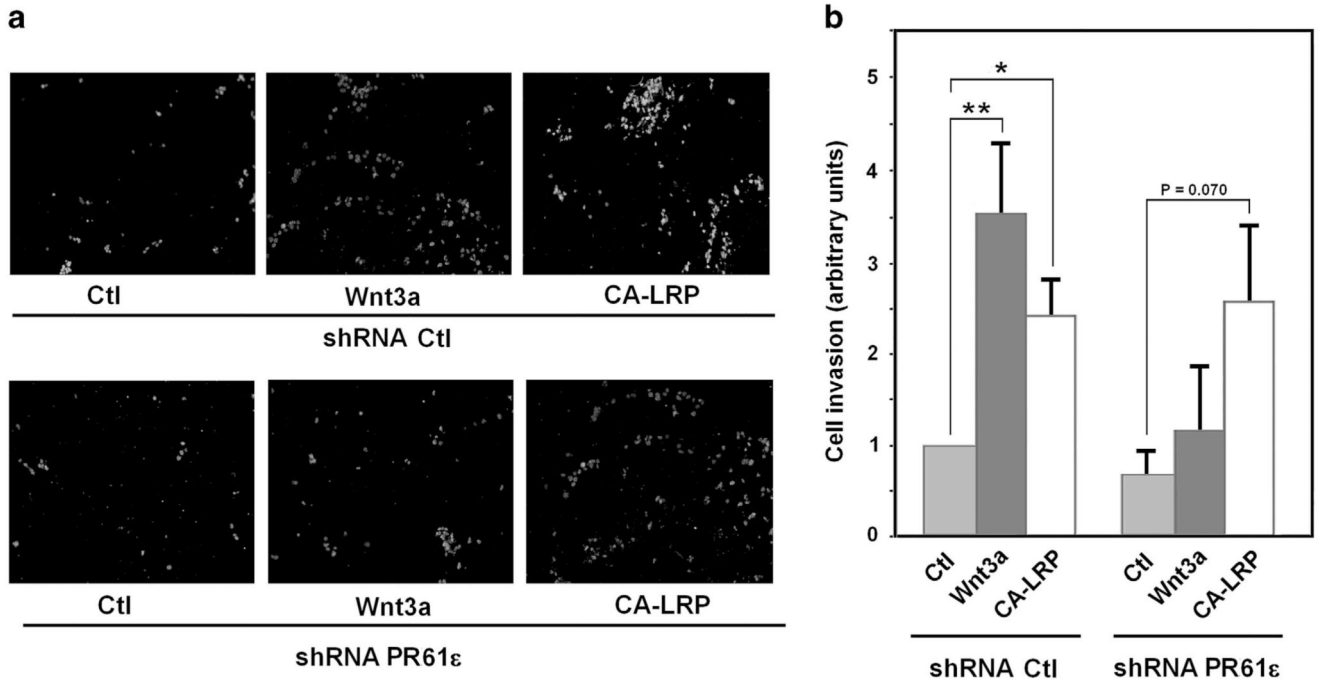 a
Ctl Wnt3a CA-LRP
shRNA Ctl
Ctl Wnt3a CA-LRP
shRNA PR61ε
b
Cell invasion (arbitrary units)
5
4
3
2
1
0
*
**
P = 0.070
Ctl Wnt3a CA-LRP Ctl Wnt3a CA-LRP
shRNA Ctl shRNA PR61ε